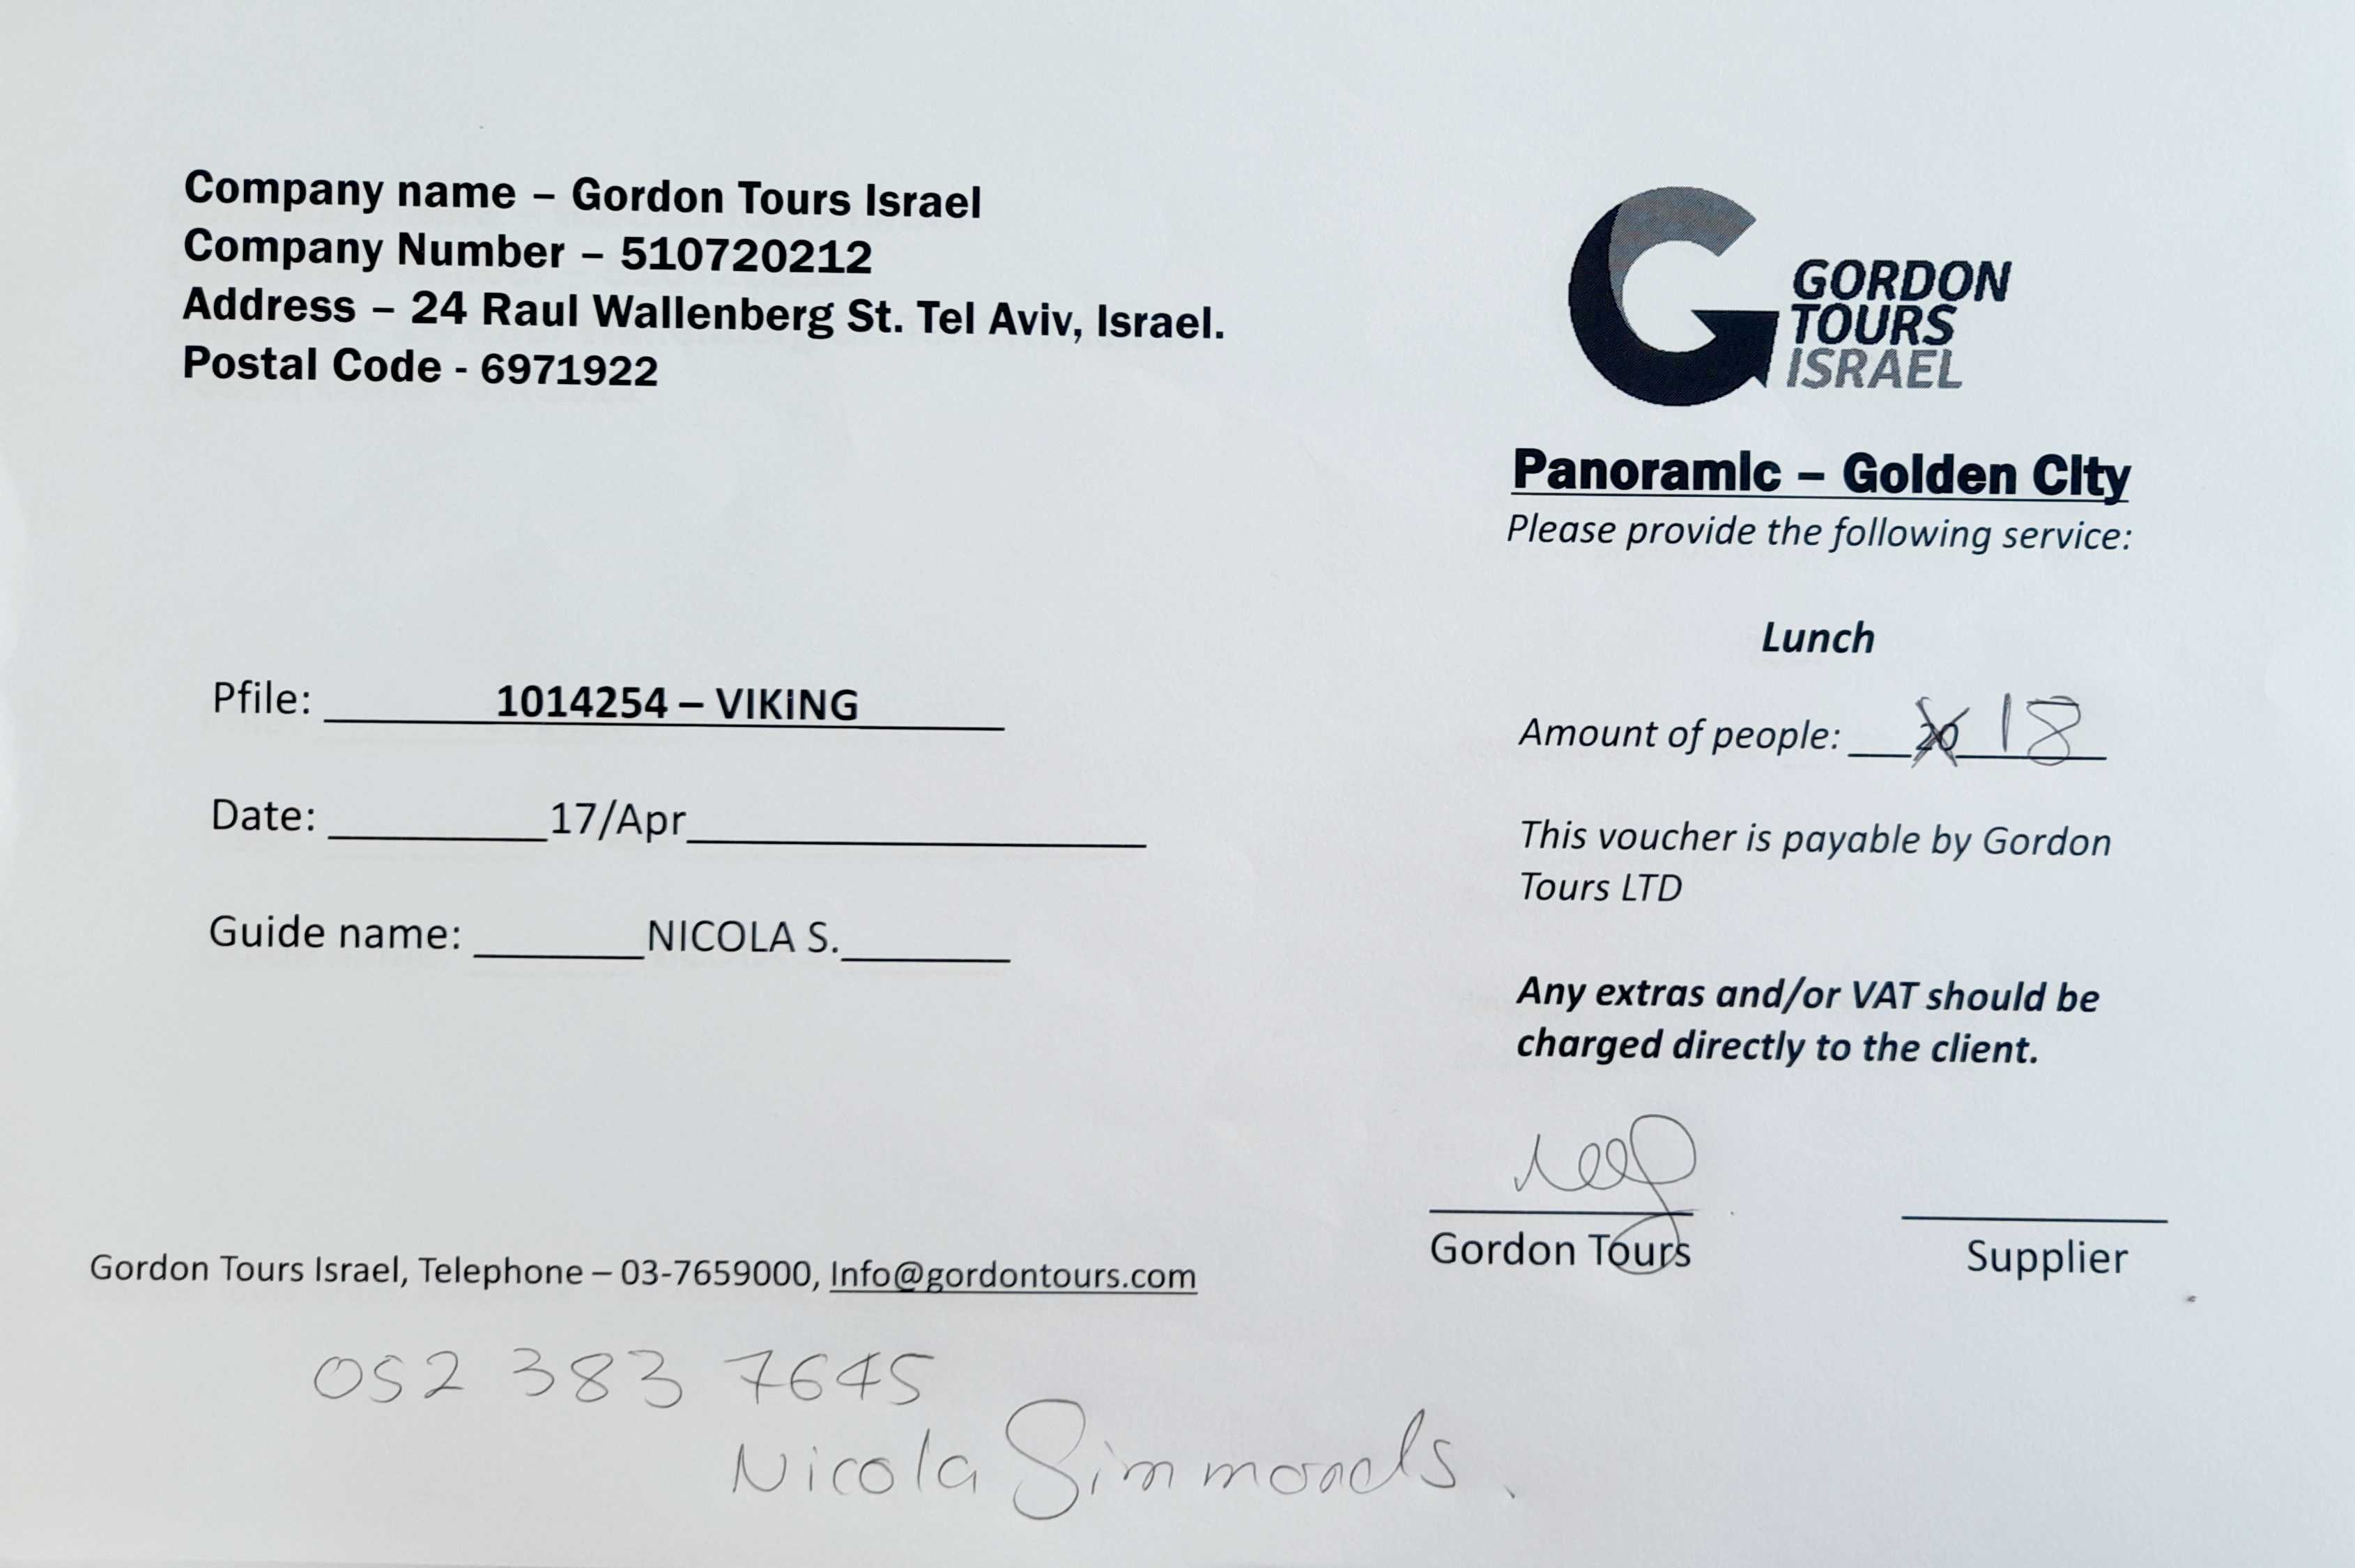 Company name – Gordon Tours Israel
Company Number – 510720212
Address – 24 Raul Wallenberg St. Tel Aviv, Israel.
Postal Code - 6971922
GORDON
TOURS
ISRAEL
Panoramic – Golden City
Please provide the following service:
Lunch
Amount of people: 20 18
This voucher is payable by Gordon
Tours LTD
Any extras and/or VAT should be
charged directly to the client.
Pfile: 1014254 – VIKiNG
Date: 17/Apr
Guide name: NICOLA S.
Gordon Tours
Supplier
Gordon Tours Israel, Telephone – 03-7659000, Info@gordontours.com
052 383 7645
Nicola Simmonds.